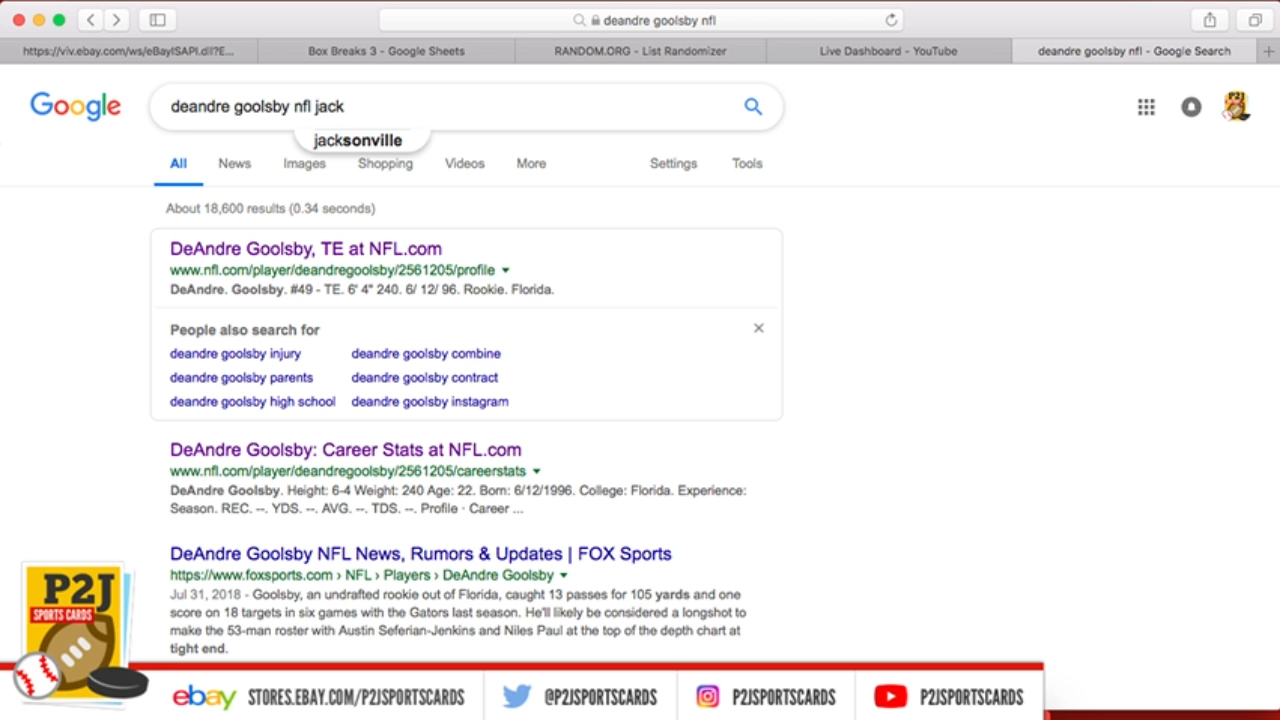 deandre goolsby nfl
https://viv.ebay.com/ws/eBayISAPI.dll?E...
Box Breaks 3 - Google Sheets
RANDOM.ORG - List Randomizer
Live Dashboard - YouTube
deandre goolsby nfl - Google Search
Google
deandre goolsby nfl jack
jacksonville
All News Images Shopping Videos More Settings Tools
About 18,600 results (0.34 seconds)
DeAndre Goolsby, TE at NFL.com
www.nfl.com/player/deandregoolsby/2561205/profile
DeAndre. Goolsby. #49 - TE. 6' 4" 240. 6/ 12/ 96. Rookie. Florida.
People also search for
deandre goolsby injury deandre goolsby combine
deandre goolsby parents deandre goolsby contract
deandre goolsby high school deandre goolsby instagram
DeAndre Goolsby: Career Stats at NFL.com
www.nfl.com/player/deandregoolsby/2561205/careerstats
DeAndre Goolsby. Height: 6-4 Weight: 240 Age: 22. Born: 6/12/1996. College: Florida. Experience:
Season. REC. --. YDS. --. AVG. --. TDS. --. Profile · Career ...
DeAndre Goolsby NFL News, Rumors & Updates | FOX Sports
https://www.foxsports.com › NFL › Players › DeAndre Goolsby
Jul 31, 2018 - Goolsby, an undrafted rookie out of Florida, caught 13 passes for 105 yards and one
score on 18 targets in six games with the Gators last season. He'll likely be considered a longshot to
make the 53-man roster with Austin Seferian-Jenkins and Niles Paul at the top of the depth chart at
tight end.
P2J
SPORTS CARDS
ebay STORES.EBAY.COM/P2JSPORTSCARDS @P2JSPORTSCARDS P2JSPORTSCARDS P2JSPORTSCARDS